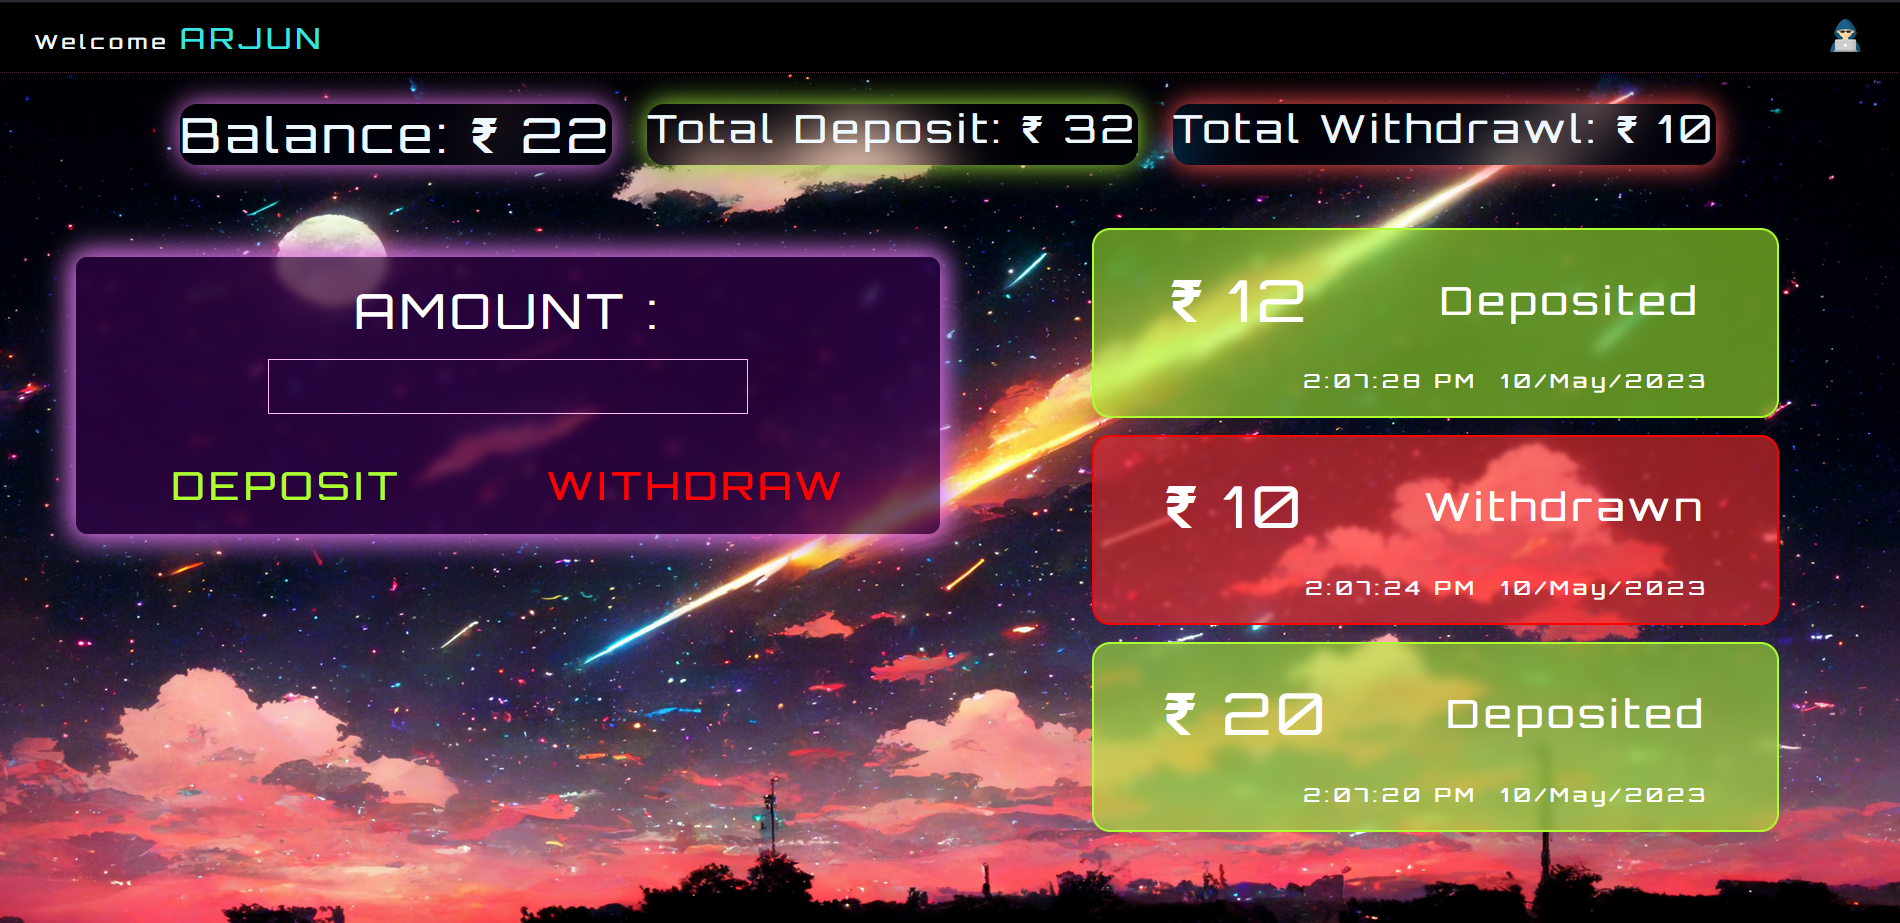 Welcome ARJUN
Balance: ₹ 22
Total Deposit: ₹ 32
Total Withdrawl: ₹ 10
AMOUNT :
DEPOSIT
WITHDRAW
₹ 12 Deposited
2:07:28 PM 10/May/2023
₹ 10 Withdrawn
2:07:24 PM 10/May/2023
₹ 20 Deposited
2:07:20 PM 10/May/2023